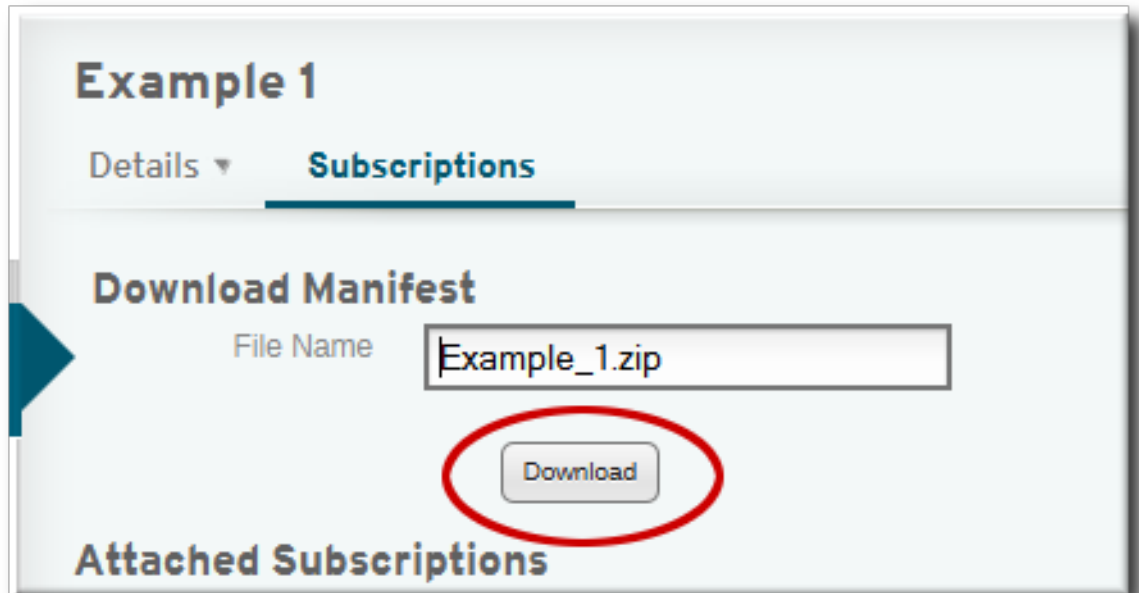 Example 1
Details Subscriptions
Download Manifest
File Name Example_1.zip
Download
Attached Subscriptions